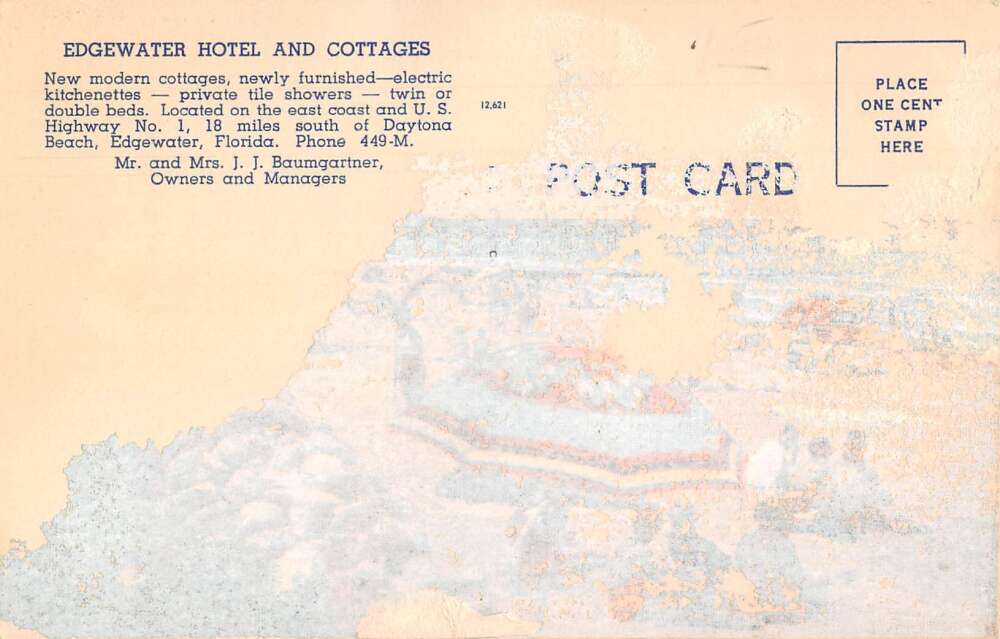 EDGEWATER HOTEL AND COTTAGES
New modern cottages, newly furnished—electric
kitchenettes — private tile showers — twin or
double beds. Located on the east coast and U. S.
Highway No. 1, 18 miles south of Daytona
Beach, Edgewater, Florida. Phone 449-M.
Mr. and Mrs. J. J. Baumgartner,
Owners and Managers
12,621
POST CARD
PLACE
ONE CENT
STAMP
HERE